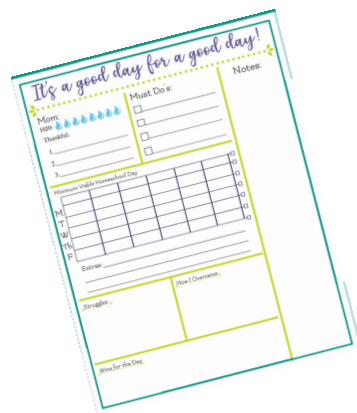 It's a good day for a good day!
Mom:
H2O:
Thankful:
1.
2.
3.
Must Do's:
Notes:
Minimum Viable Homeschool Day
M
T
W
Th
F
Extras:
Struggles
How I Overcame
Wins for the Day